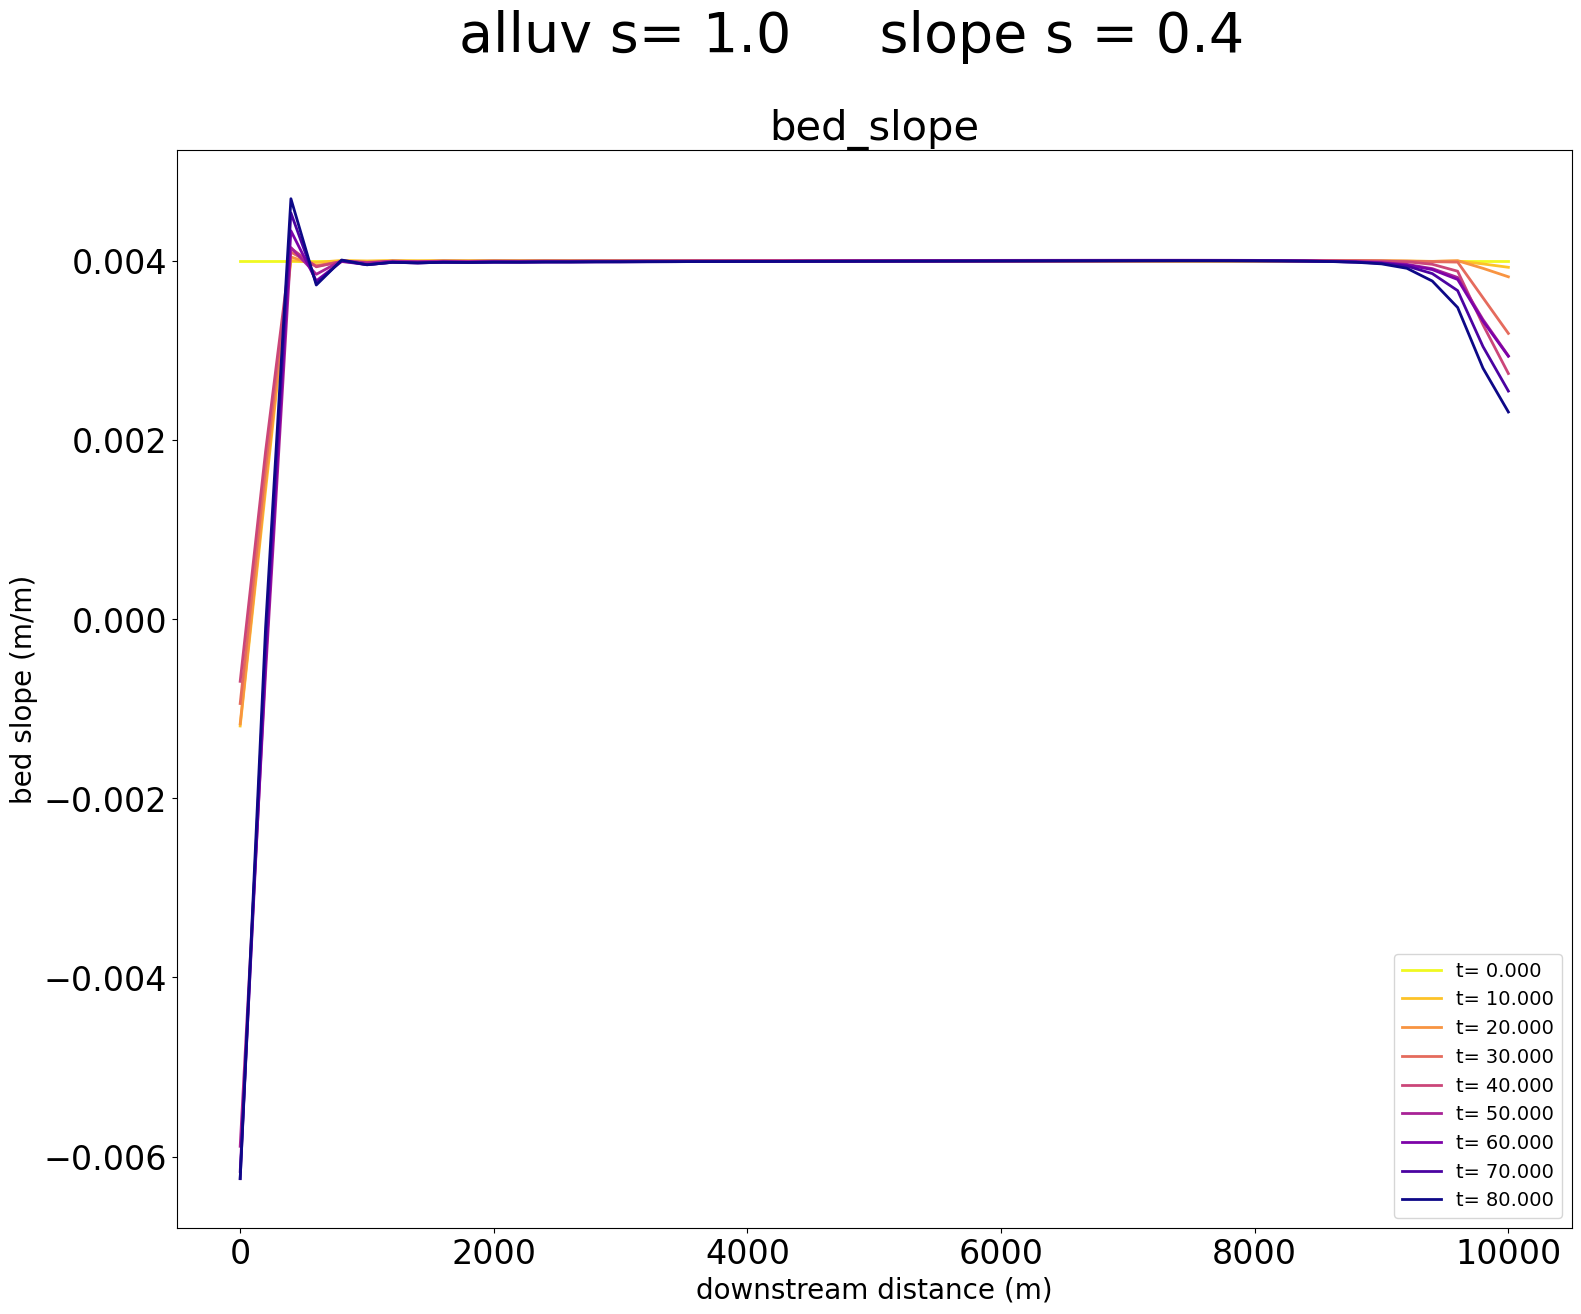 alluv s= 1.0     slope s = 0.4
bed_slope
0.004
0.002
0.000
−0.002
−0.004
−0.006
bed slope (m/m)
0
2000
4000
6000
8000
10000
downstream distance (m)
t= 0.000
t= 10.000
t= 20.000
t= 30.000
t= 40.000
t= 50.000
t= 60.000
t= 70.000
t= 80.000